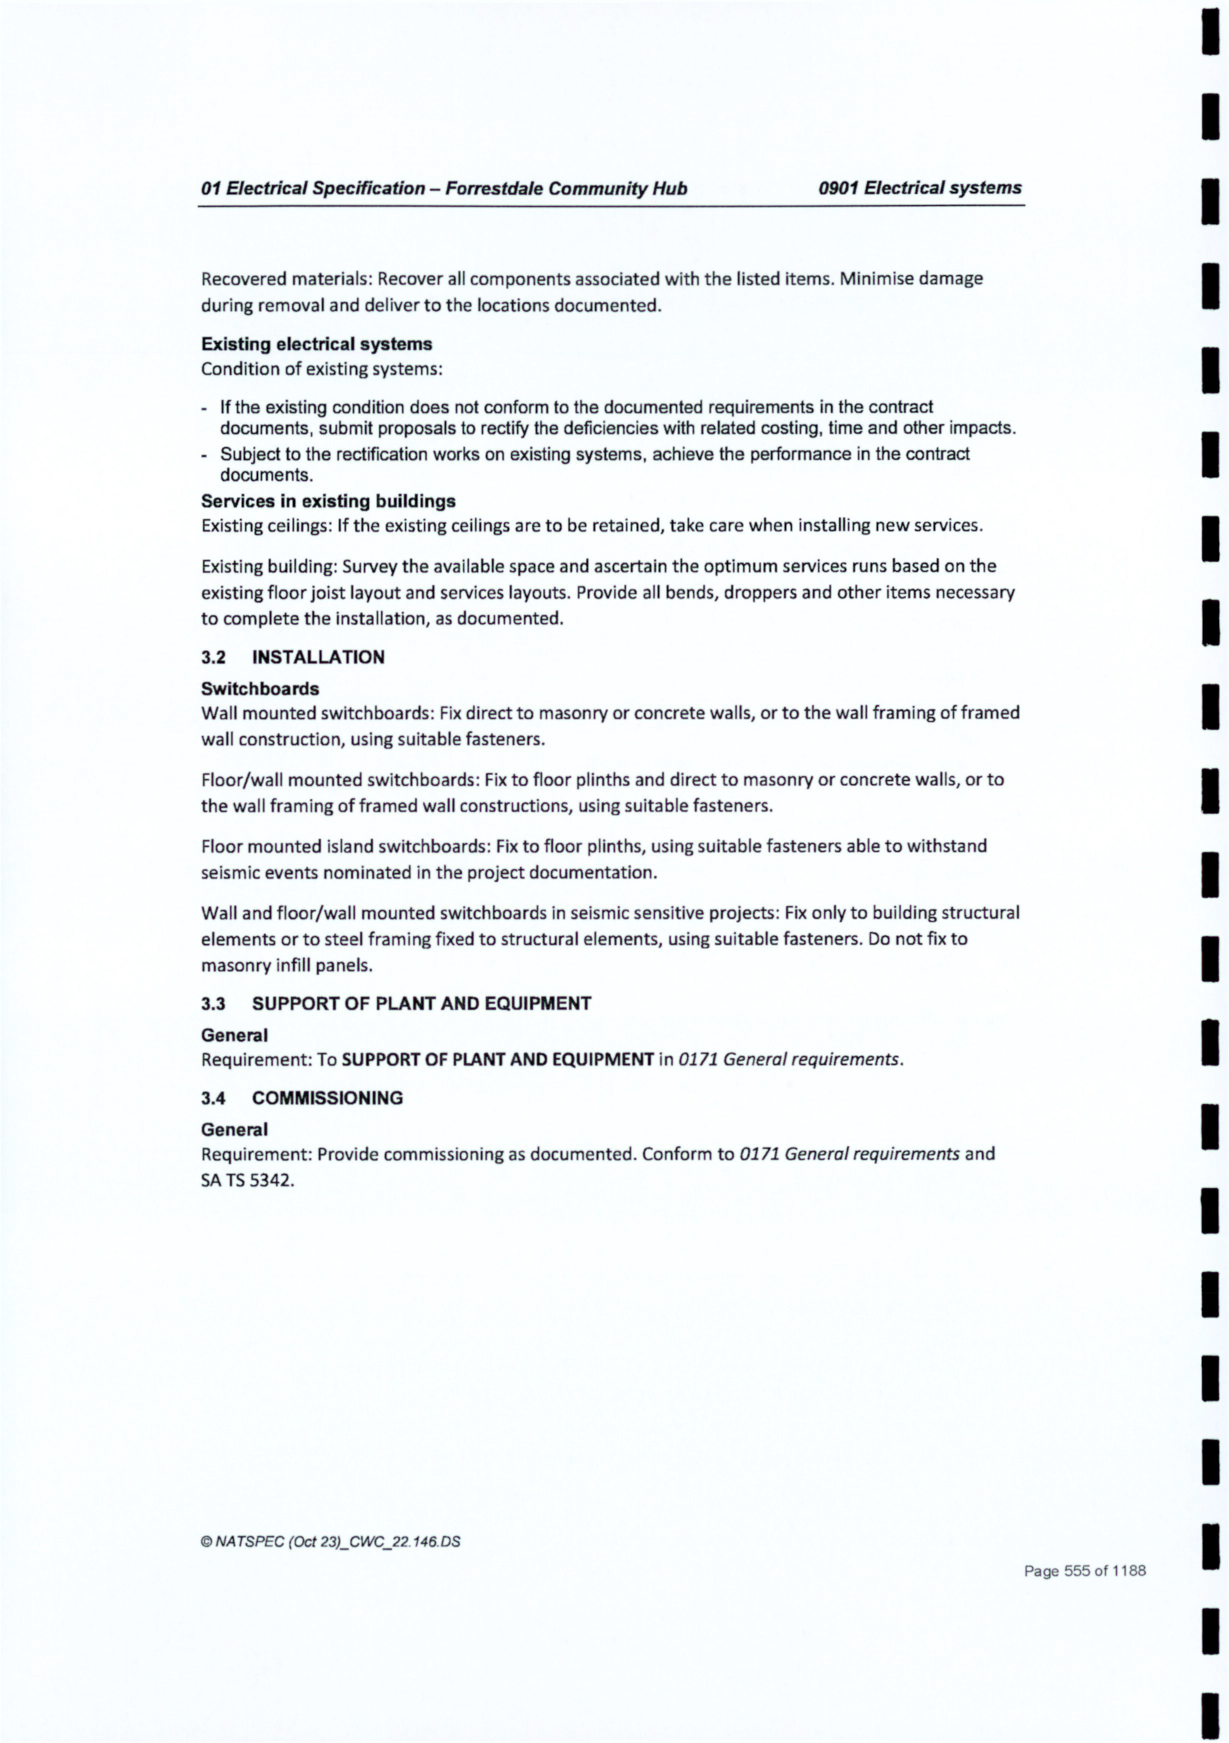 01 Electrical Specification – Forrestdale Community Hub 0901 Electrical systems
Recovered materials: Recover all components associated with the listed items. Minimise damage
during removal and deliver to the locations documented.
Existing electrical systems
Condition of existing systems:
- If the existing condition does not conform to the documented requirements in the contract
documents, submit proposals to rectify the deficiencies with related costing, time and other impacts.
- Subject to the rectification works on existing systems, achieve the performance in the contract
documents.
Services in existing buildings
Existing ceilings: If the existing ceilings are to be retained, take care when installing new services.
Existing building: Survey the available space and ascertain the optimum services runs based on the
existing floor joist layout and services layouts. Provide all bends, droppers and other items necessary
to complete the installation, as documented.
3.2 INSTALLATION
Switchboards
Wall mounted switchboards: Fix direct to masonry or concrete walls, or to the wall framing of framed
wall construction, using suitable fasteners.
Floor/wall mounted switchboards: Fix to floor plinths and direct to masonry or concrete walls, or to
the wall framing of framed wall constructions, using suitable fasteners.
Floor mounted island switchboards: Fix to floor plinths, using suitable fasteners able to withstand
seismic events nominated in the project documentation.
Wall and floor/wall mounted switchboards in seismic sensitive projects: Fix only to building structural
elements or to steel framing fixed to structural elements, using suitable fasteners. Do not fix to
masonry infill panels.
3.3 SUPPORT OF PLANT AND EQUIPMENT
General
Requirement: To SUPPORT OF PLANT AND EQUIPMENT in 0171 General requirements.
3.4 COMMISSIONING
General
Requirement: Provide commissioning as documented. Conform to 0171 General requirements and
SA TS 5342.
© NATSPEC (Oct 23)_CWC_22.146.DS
Page 555 of 1188